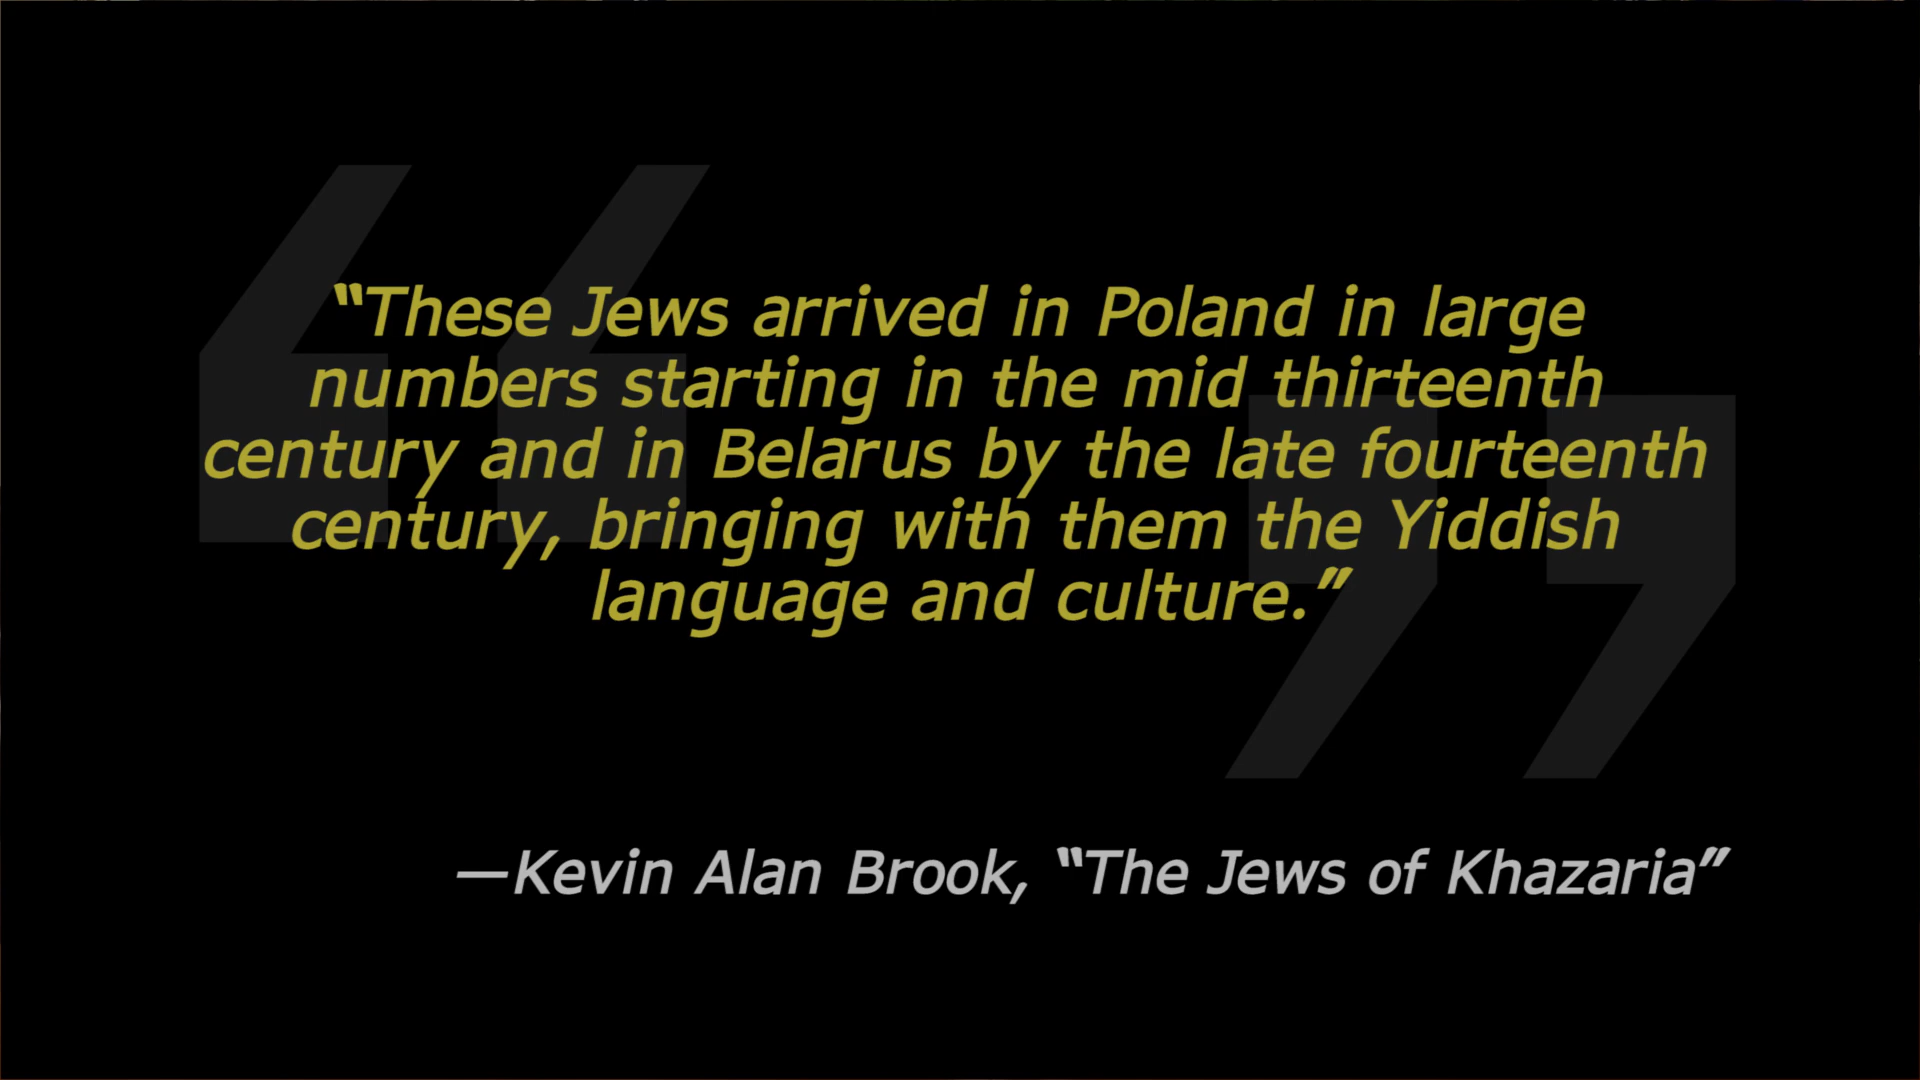 “These Jews arrived in Poland in large
numbers starting in the mid thirteenth
century and in Belarus by the late fourteenth
century, bringing with them the Yiddish
language and culture.”
—Kevin Alan Brook, “The Jews of Khazaria”